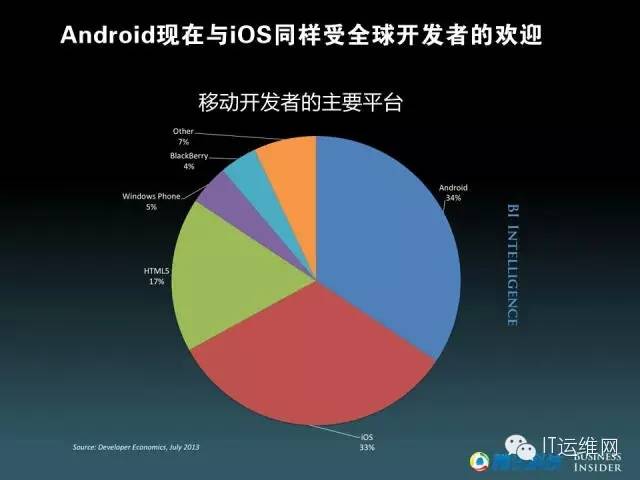 Android现在与iOS同样受全球开发者的欢迎
移动开发者的主要平台
Other
7%
BlackBerry
4%
Windows Phone
5%
Android
34%
HTML5
17%
BI INTELLIGENCE
iOS
33%
Source: Developer Economics, July 2013
IT运维网
BUSINESS
INSIDER